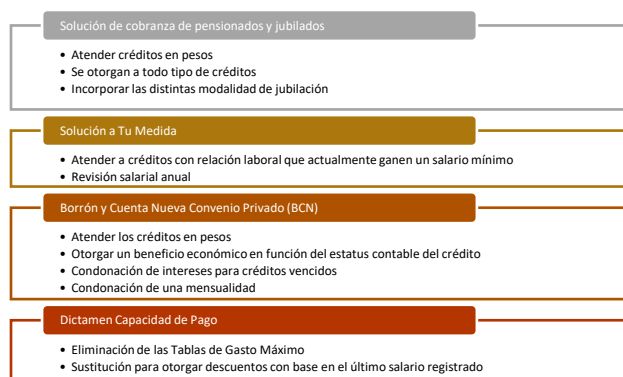 Solución de cobranza de pensionados y jubilados
• Atender créditos en pesos
• Se otorgan a todo tipo de créditos
• Incorporar las distintas modalidad de jubilación
Solución a Tu Medida
• Atender a créditos con relación laboral que actualmente ganen un salario mínimo
• Revisión salarial anual
Borrón y Cuenta Nueva Convenio Privado (BCN)
• Atender los créditos en pesos
• Otorgar un beneficio económico en función del estatus contable del crédito
• Condonación de intereses para créditos vencidos
• Condonación de una mensualidad
Dictamen Capacidad de Pago
• Eliminación de las Tablas de Gasto Máximo
• Sustitución para otorgar descuentos con base en el último salario registrado